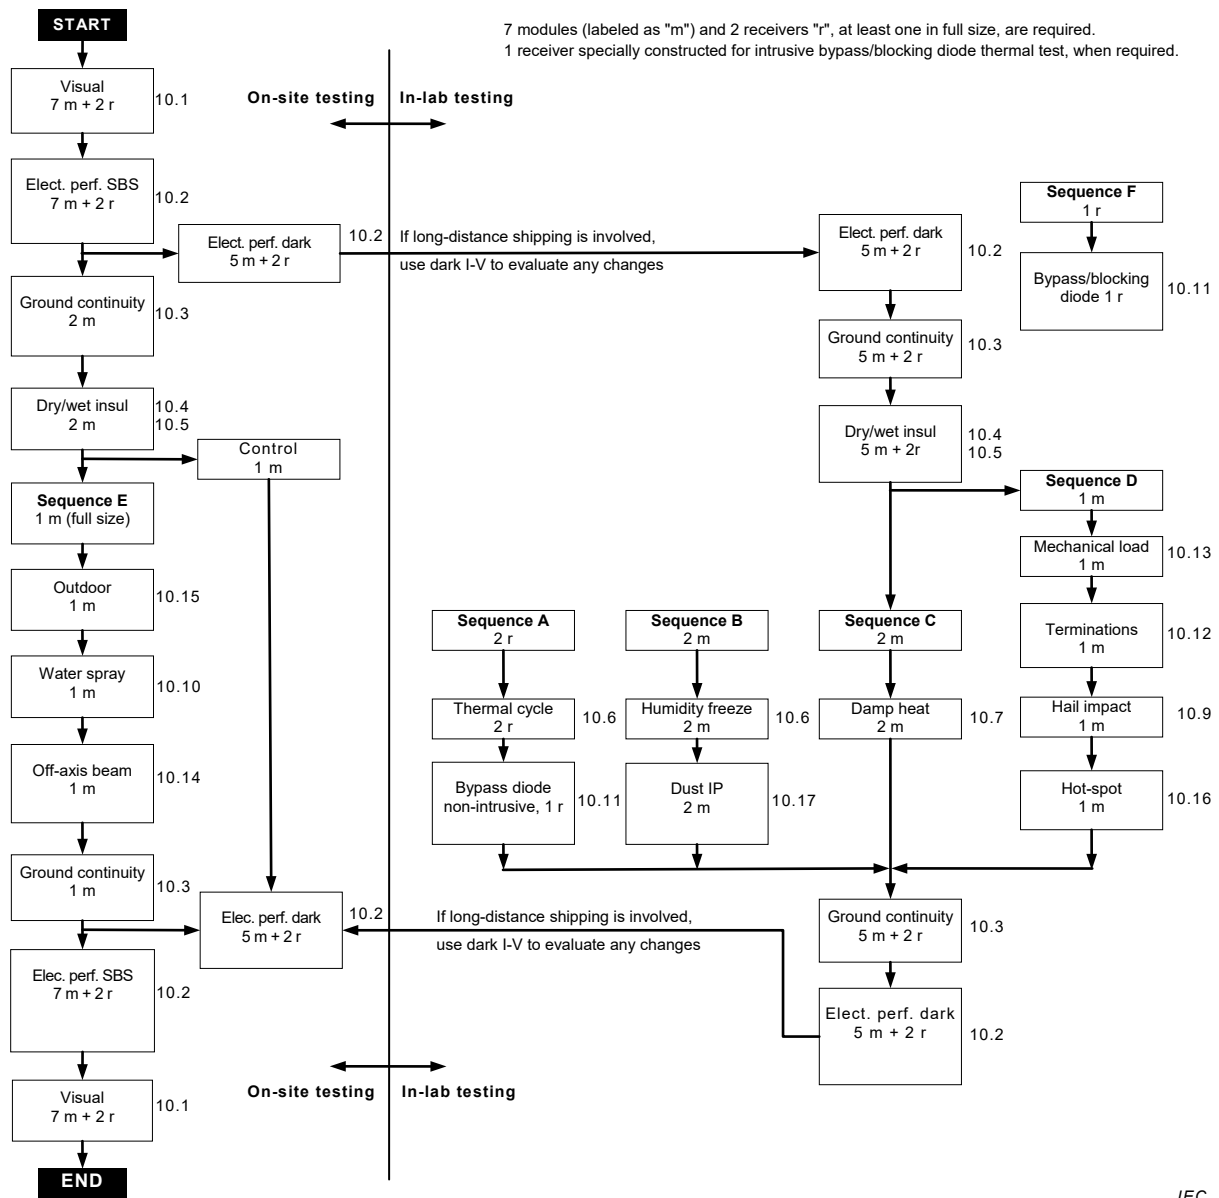 START
7 modules (labeled as "m") and 2 receivers "r", at least one in full size, are required.
1 receiver specially constructed for intrusive bypass/blocking diode thermal test, when required.
Visual
7 m + 2 r
10.1
On-site testing
In-lab testing
Elect. perf. SBS
7 m + 2 r
10.2
Elect. perf. dark
5 m + 2 r
10.2
If long-distance shipping is involved,
use dark I-V to evaluate any changes
Elect. perf. dark
5 m + 2 r
10.2
Sequence F
1 r
Bypass/blocking
diode 1 r
10.11
Ground continuity
2 m
10.3
Ground continuity
5 m + 2 r
10.3
Dry/wet insul
2 m
10.4
10.5
Control
1 m
Dry/wet insul
5 m + 2r
10.4
10.5
Sequence E
1 m (full size)
Sequence D
1 m
Mechanical load
1 m
10.13
Outdoor
1 m
10.15
Sequence A
2 r
Sequence B
2 m
Sequence C
2 m
Terminations
1 m
10.12
Water spray
1 m
10.10
Thermal cycle
2 r
10.6
Humidity freeze
2 m
10.6
Damp heat
2 m
10.7
Hail impact
1 m
10.9
Off-axis beam
1 m
10.14
Bypass diode
non-intrusive, 1 r
10.11
Dust IP
2 m
10.17
Hot-spot
1 m
10.16
Ground continuity
1 m
10.3
Elec. perf. dark
5 m + 2 r
10.2
If long-distance shipping is involved,
use dark I-V to evaluate any changes
Ground continuity
5 m + 2 r
10.3
Elec. perf. SBS
7 m + 2 r
10.2
Elect. perf. dark
5 m + 2 r
10.2
On-site testing
In-lab testing
Visual
7 m + 2 r
10.1
END
IEC